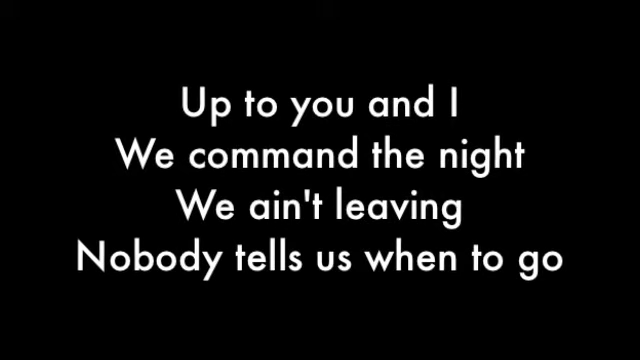 Up to you and I
We command the night
We ain't leaving
Nobody tells us when to go